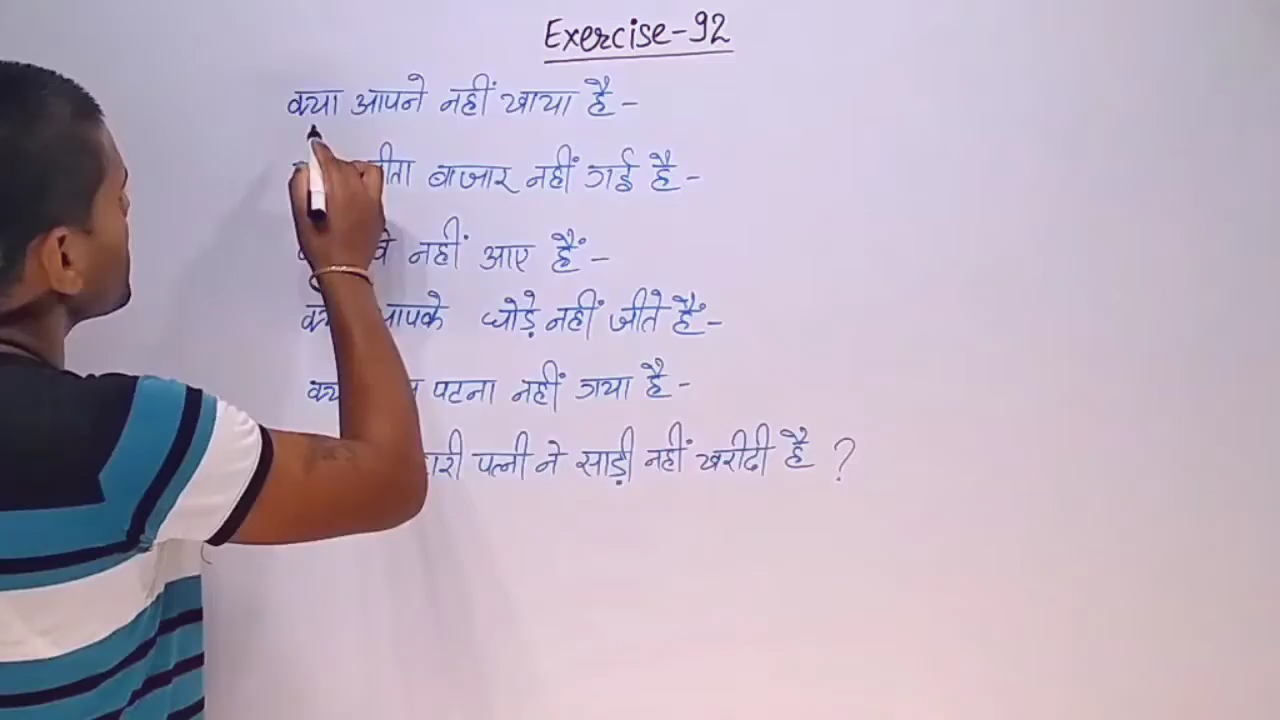 Exercise-92
क्या आपने नहीं खाया है -
बाजार नहीं गई है -
वे नहीं आए हैं -
आपके घोड़े नहीं जीते हैं -
पटना नहीं गया है -
पत्नी ने साड़ी नहीं खरीदी है ?